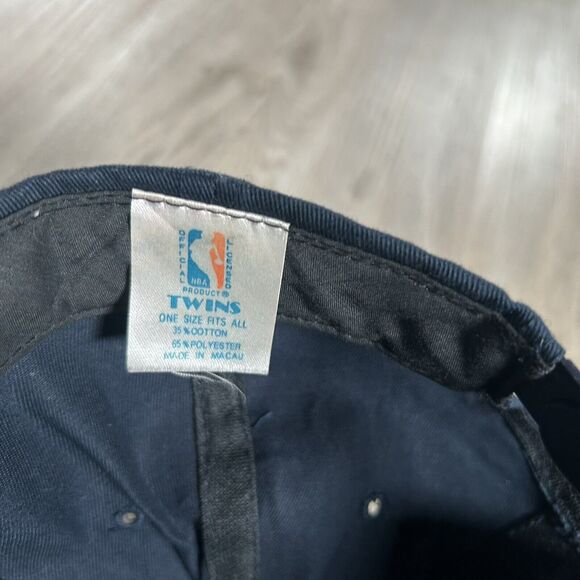 OFFICIAL LICENSED
NBA
PRODUCT®
TWINS
ONE SIZE FITS ALL
35% COTTON
65% POLYESTER
MADE IN MACAU